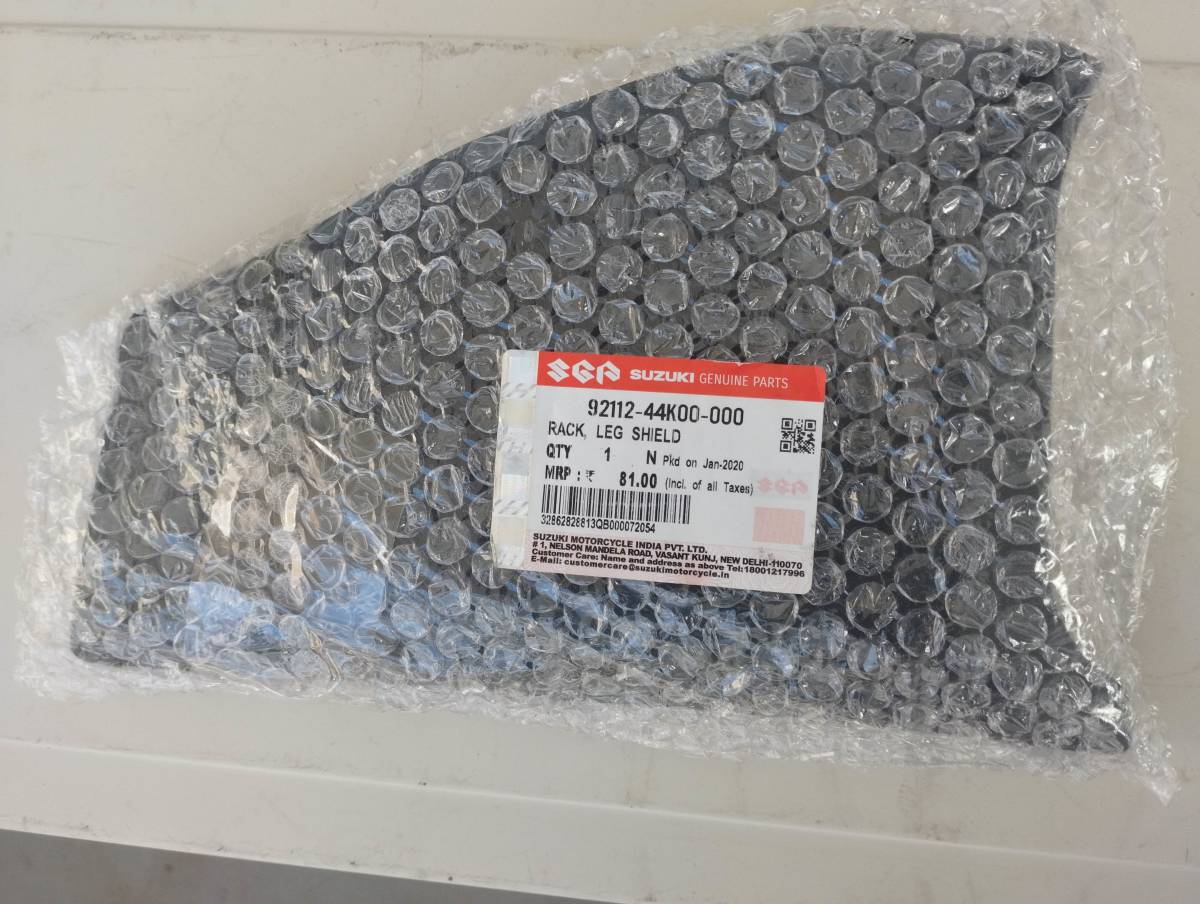 SGP SUZUKI GENUINE PARTS
92112-44K00-000
RACK, LEG SHIELD
QTY 1 N Pkd on Jan-2020
MRP : ₹ 81.00 (Incl. of all Taxes)
SGP
32862828813QB000072054
SUZUKI MOTORCYCLE INDIA PVT. LTD.
# 1, NELSON MANDELA ROAD, VASANT KUNJ, NEW DELHI-110070
Customer Care: Name and address as above Tel:18001217996
E-Mail: customercare@suzukimotorcycle.in